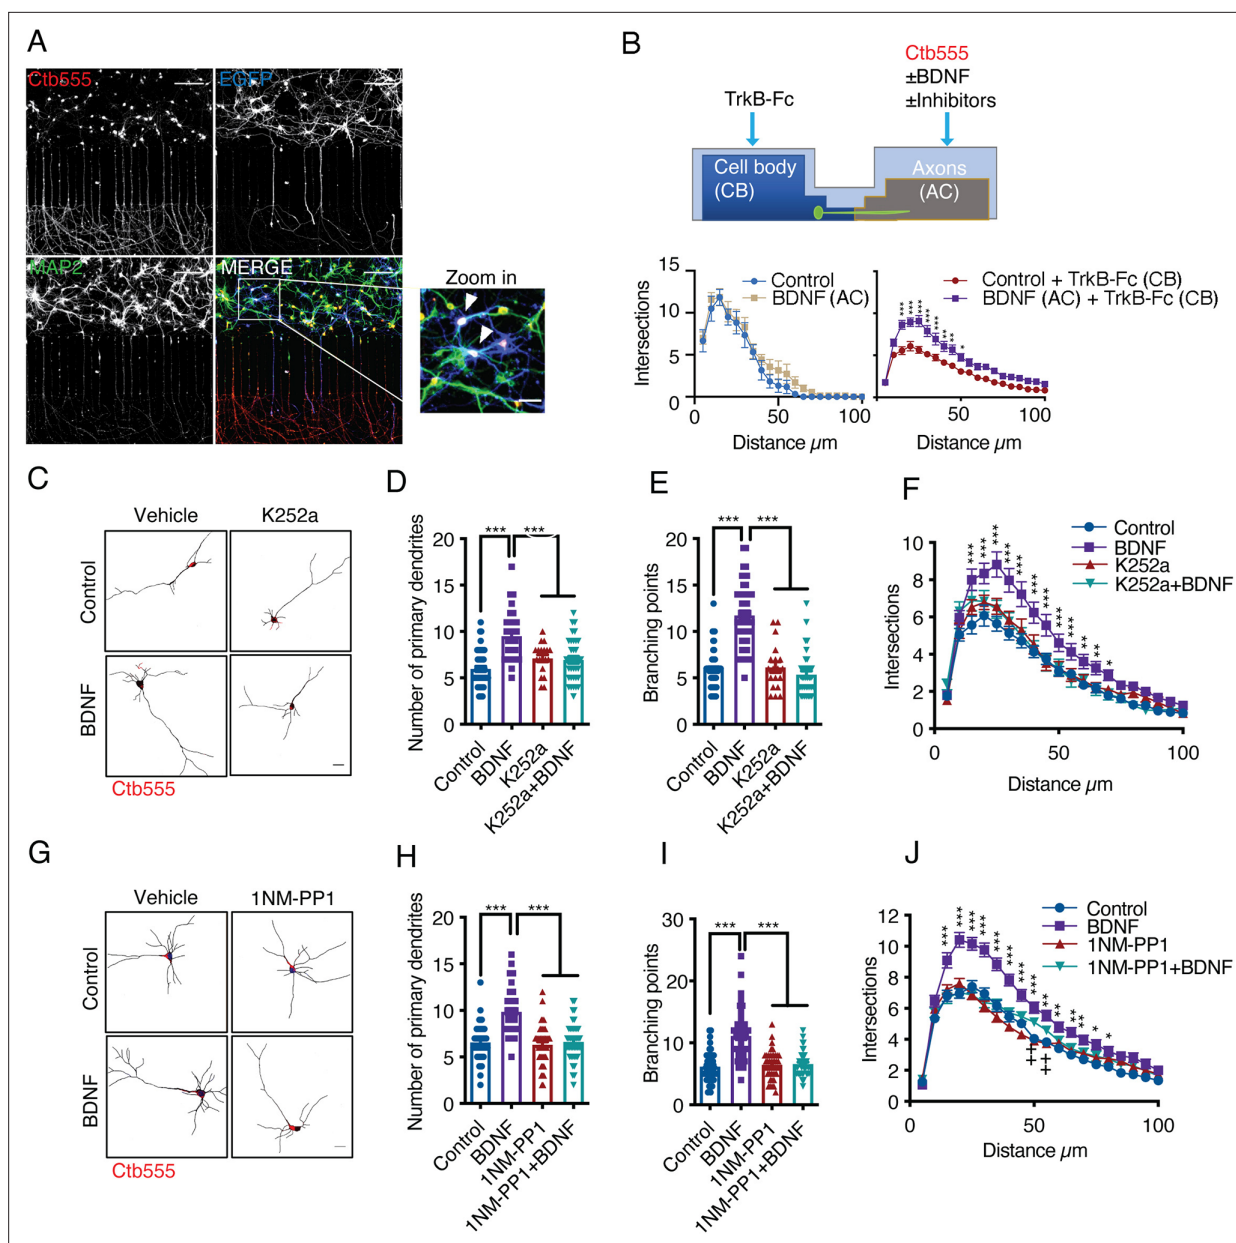 A
Ctb555
EGFP
MAP2
MERGE
Zoom in
B
Ctb555
±BDNF
±Inhibitors
TrkB-Fc
Cell body
(CB)
Axons
(AC)
Intersections
15
10
5
0
0
50
100
Distance µm
Control
BDNF (AC)
Control + TrkB-Fc (CB)
BDNF (AC) + TrkB-Fc (CB)
50
100
Distance µm
C
Vehicle
K252a
Control
BDNF
Ctb555
D
Number of primary dendrites
20
15
10
5
0
***
***
Control
BDNF
K252a
K252a+BDNF
E
Branching points
20
15
10
5
0
***
***
Control
BDNF
K252a
K252a+BDNF
F
Control
BDNF
K252a
K252a+BDNF
Intersections
10
8
6
4
2
0
0
50
100
Distance µm
G
Vehicle
1NM-PP1
Control
BDNF
Ctb555
H
Number of primary dendrites
20
15
10
5
0
***
***
Control
BDNF
1NM-PP1
1NM-PP1+BDNF
I
Branching points
30
20
10
0
***
***
Control
BDNF
1NM-PP1
1NM-PP1+BDNF
J
Control
BDNF
1NM-PP1
1NM-PP1+BDNF
Intersections
12
10
8
6
4
2
0
0
50
100
Distance µm